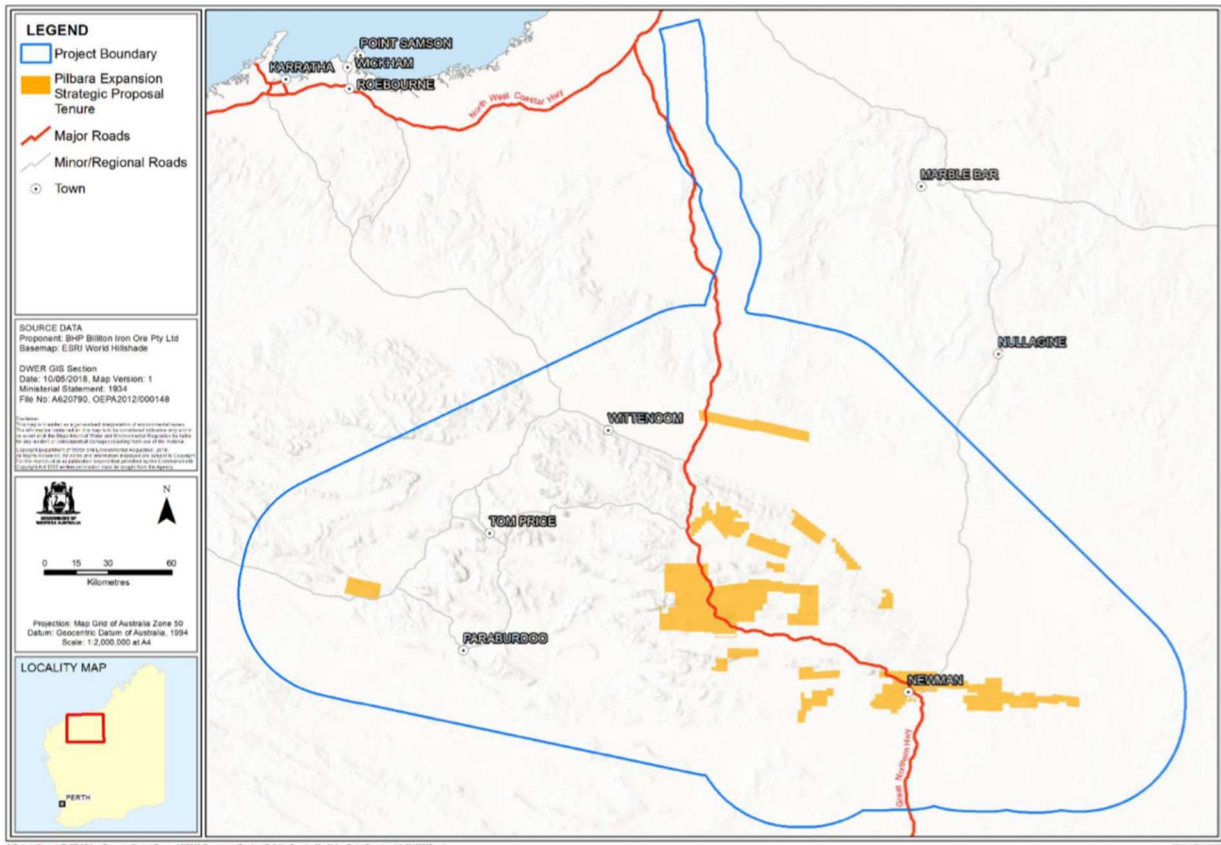 LEGEND
Project Boundary
Pilbara Expansion
Strategic Proposal
Tenure
Major Roads
Minor/Regional Roads
Town
SOURCE DATA
Proponent: BHP Billiton Iron Ore Pty Ltd
Basemap: ESRI World Hillshade
DWER GIS Section
Date: 10/05/2018, Map Version: 1
Ministerial Statement: 1934
File No: A620790, OEPA2012/000148
GOVERNMENT OF
WESTERN AUSTRALIA
N
0 15 30 60
Kilometres
Projection: Map Grid of Australia Zone 50
Datum: Geocentric Datum of Australia, 1994
Scale: 1:2,000,000 at A4
LOCALITY MAP
PERTH
POINT SAMSON
WICKHAM
KARRATHA
ROEBOURNE
North West Coastal Hwy
MARBLE BAR
NULLAGINE
WITTENOOM
TOM PRICE
PARABURDOO
NEWMAN
Great Northern Hwy